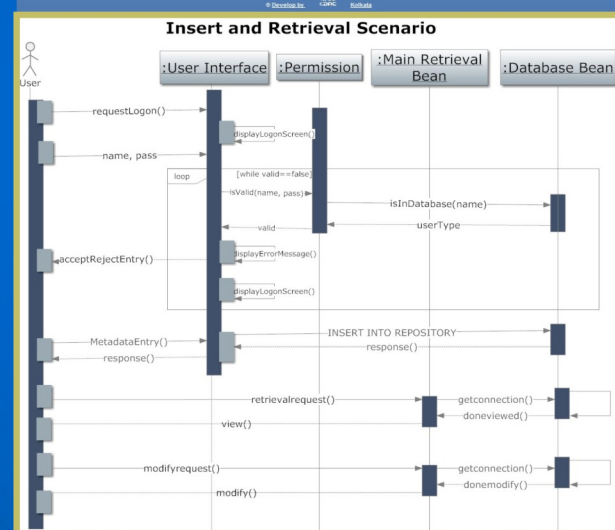 © Develop by CDAC Kolkata
Insert and Retrieval Scenario
User
:User Interface
:Permission
:Main Retrieval
Bean
:Database Bean
requestLogon()
displayLogonScreen()
name, pass
loop
[while valid==false]
isValid(name, pass)
isInDatabase(name)
valid
userType
displayErrorMessage()
acceptRejectEntry()
displayLogonScreen()
MetadataEntry()
INSERT INTO REPOSITORY
response()
response()
retrievalrequest()
getconnection()
doneviewed()
view()
modifyrequest()
getconnection()
donemodify()
modify()